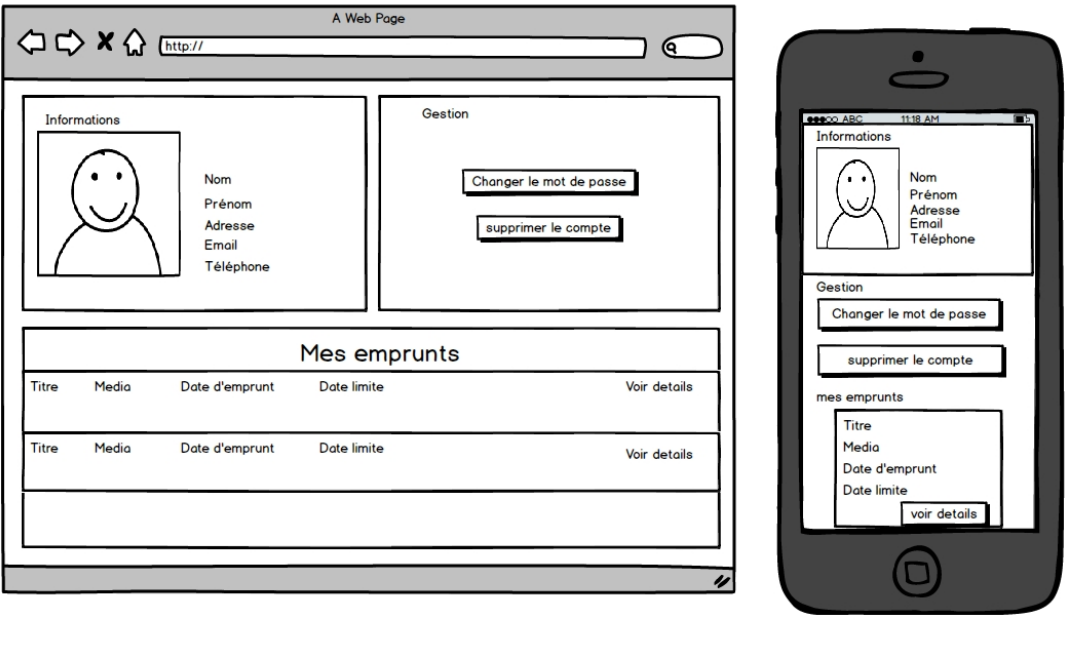 A Web Page
http://
Informations
Nom
Prénom
Adresse
Email
Téléphone
Gestion
Changer le mot de passe
supprimer le compte
Mes emprunts
Titre Media Date d'emprunt Date limite Voir details
Titre Media Date d'emprunt Date limite Voir details
ABC 11:18 AM
Informations
Nom
Prénom
Adresse
Email
Téléphone
Gestion
Changer le mot de passe
supprimer le compte
mes emprunts
Titre
Media
Date d'emprunt
Date limite
voir details